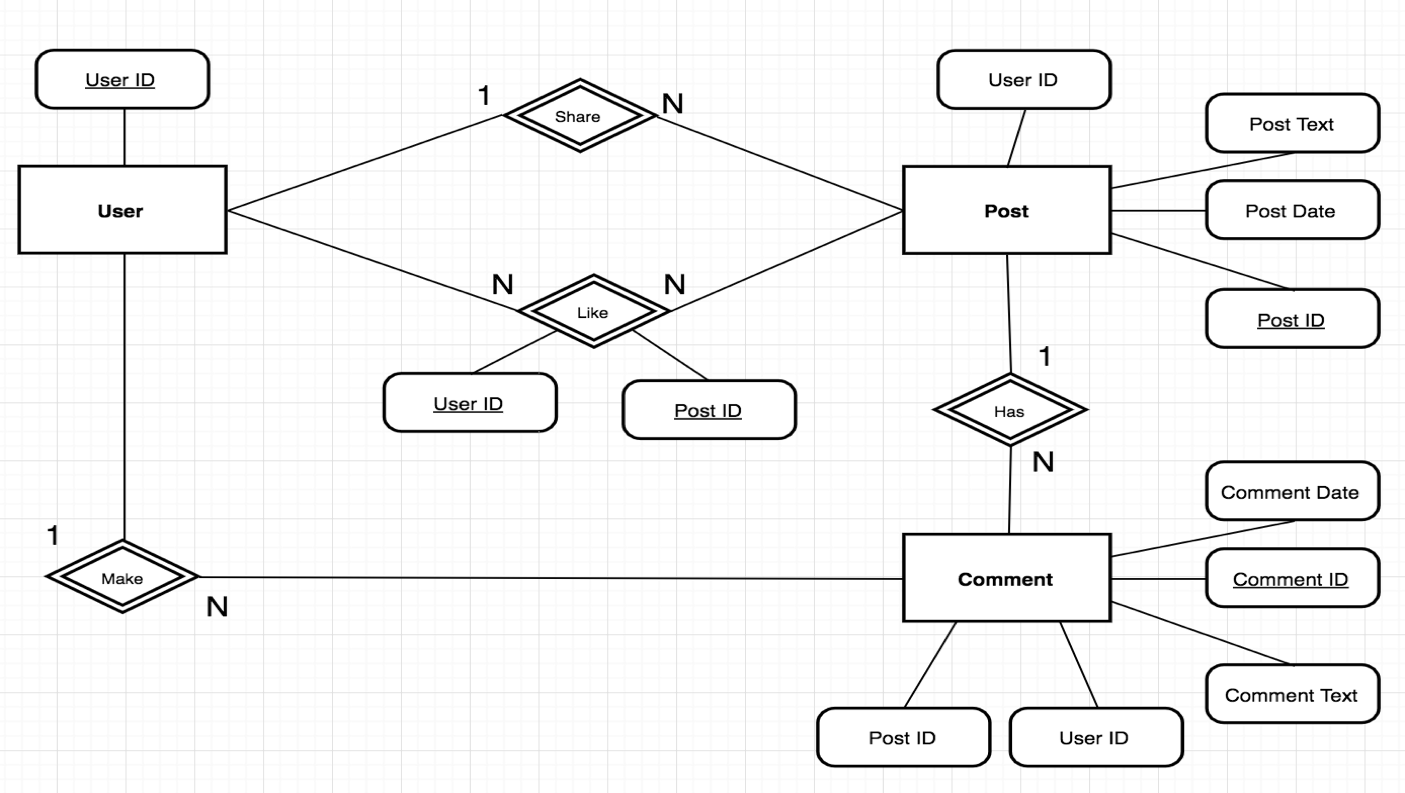 User ID
User ID
1
Share
N
Post Text
User
Post
Post Date
N
N
Like
Post ID
1
User ID
Post ID
Has
N
Comment Date
1
Make
N
Comment
Comment ID
Comment Text
Post ID
User ID